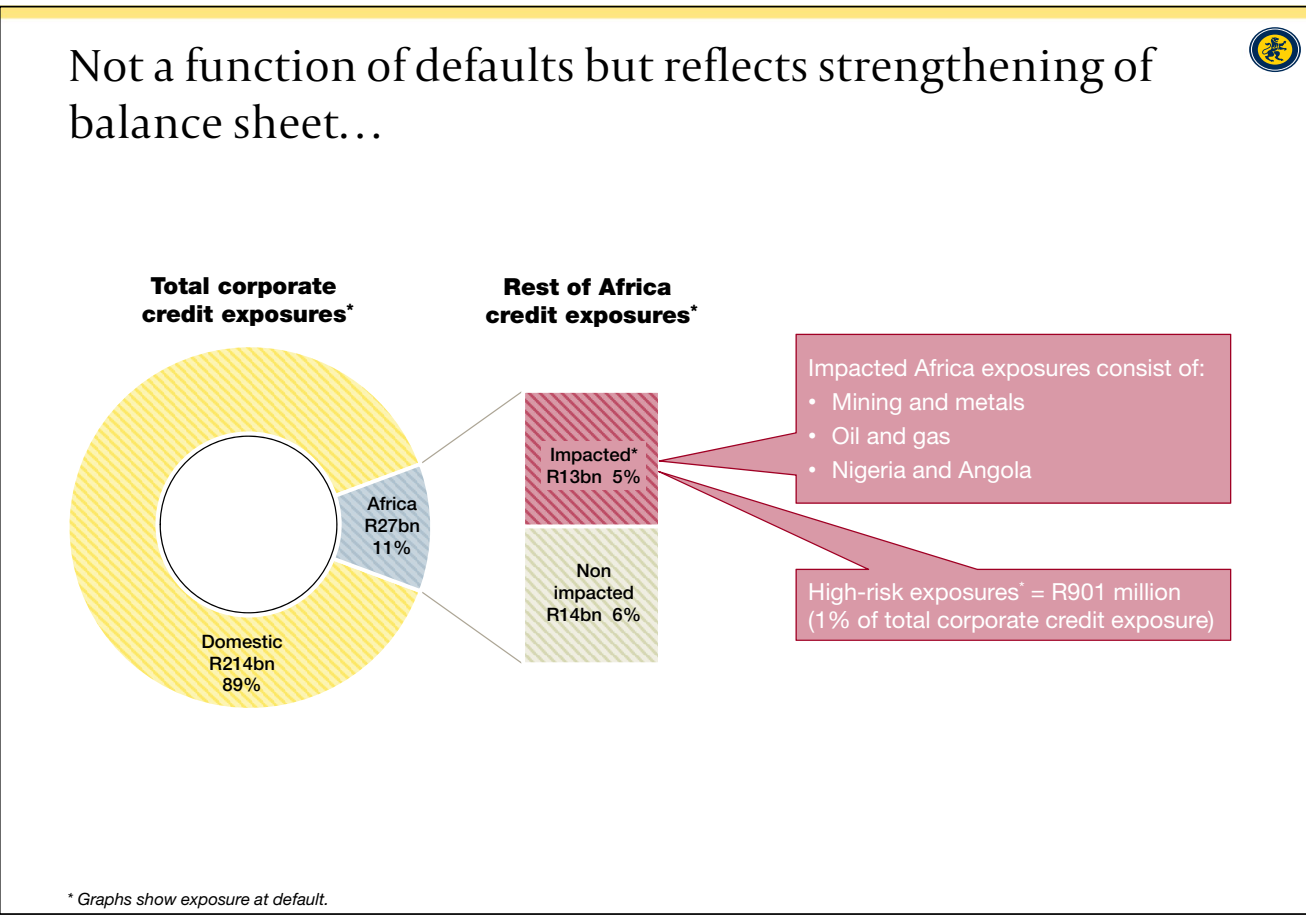 Not a function of defaults but reflects strengthening of
balance sheet…
Total corporate
credit exposures*
Domestic
R214bn
89%
Africa
R27bn
11%
Rest of Africa
credit exposures*
Impacted*
R13bn 5%
Non
impacted
R14bn 6%
Impacted Africa exposures consist of:
• Mining and metals
• Oil and gas
• Nigeria and Angola
High-risk exposures* = R901 million
(1% of total corporate credit exposure)
* Graphs show exposure at default.